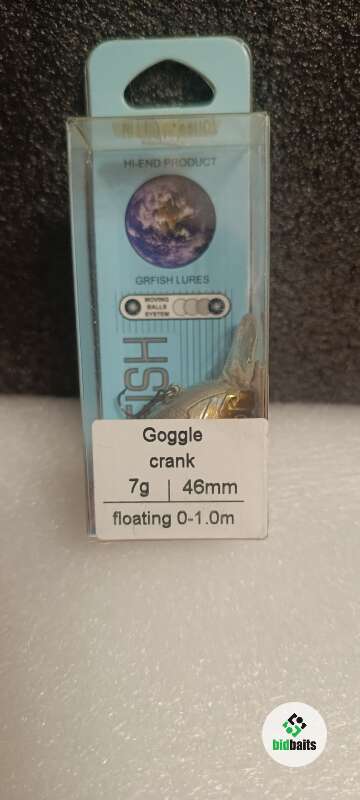 HI-END PRODUCT
GRFISH LURES
MOVING
BALLS
SYSTEM
FISH
Goggle
crank
7g | 46mm
floating 0-1.0m
bidbaits